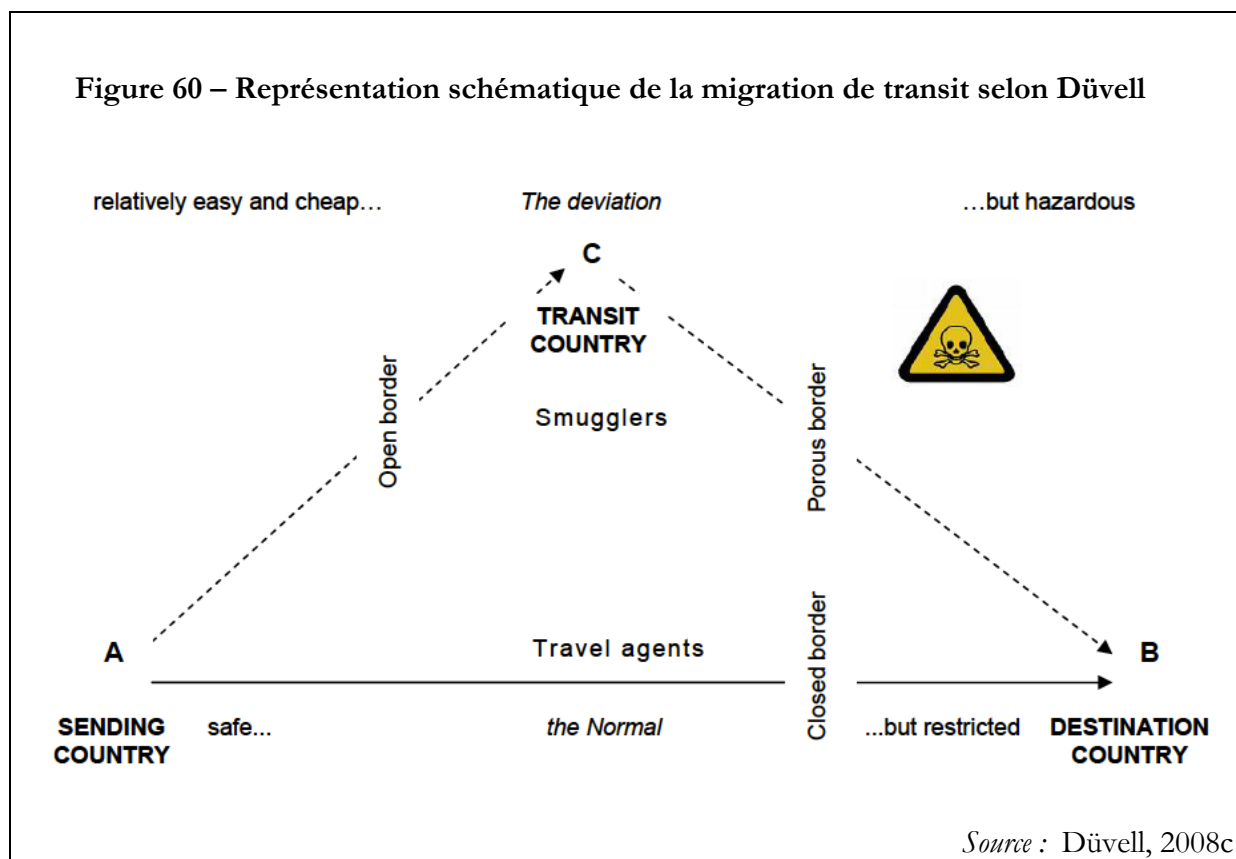 Figure 60 – Représentation schématique de la migration de transit selon Düvell
relatively easy and cheap… The deviation …but hazardous
C
TRANSIT
COUNTRY
Open border
Smugglers
Porous border
A
Travel agents
Closed border
B
SENDING
COUNTRY
safe...
the Normal
...but restricted
DESTINATION
COUNTRY
Source : Düvell, 2008c